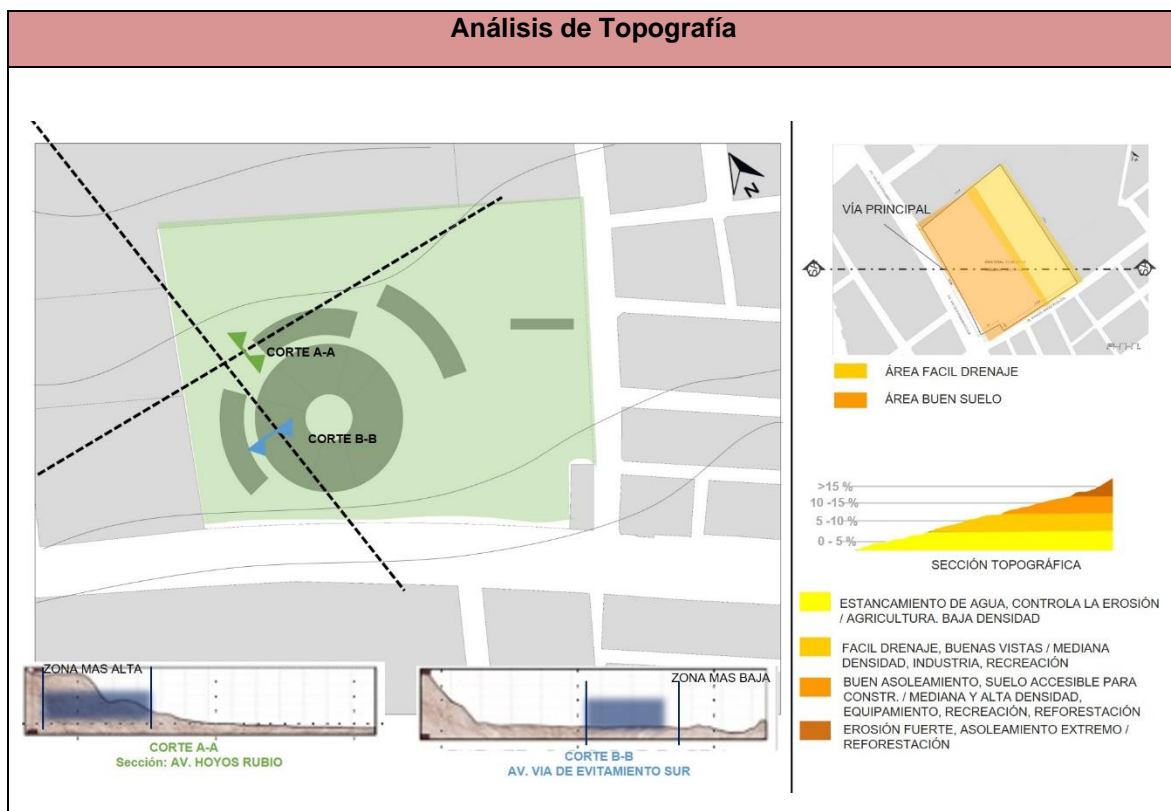 Análisis de Topografía
N
CORTE A-A
CORTE B-B
ZONA MAS ALTA
ZONA MAS BAJA
CORTE A-A
Sección: AV. HOYOS RUBIO
CORTE B-B
AV. VIA DE EVITAMIENTO SUR
VÍA PRINCIPAL
ÁREA FACIL DRENAJE
ÁREA BUEN SUELO
>15 %
10 -15%
5 -10%
0 - 5%
SECCIÓN TOPOGRÁFICA
ESTANCAMIENTO DE AGUA, CONTROLA LA EROSIÓN
/ AGRICULTURA. BAJA DENSIDAD
FACIL DRENAJE, BUENAS VISTAS / MEDIANA
DENSIDAD, INDUSTRIA, RECREACIÓN
BUEN ASOLEAMIENTO, SUELO ACCESIBLE PARA
CONSTR. / MEDIANA Y ALTA DENSIDAD,
EQUIPAMIENTO, RECREACIÓN, REFORESTACIÓN
EROSIÓN FUERTE, ASOLEAMIENTO EXTREMO /
REFORESTACIÓN